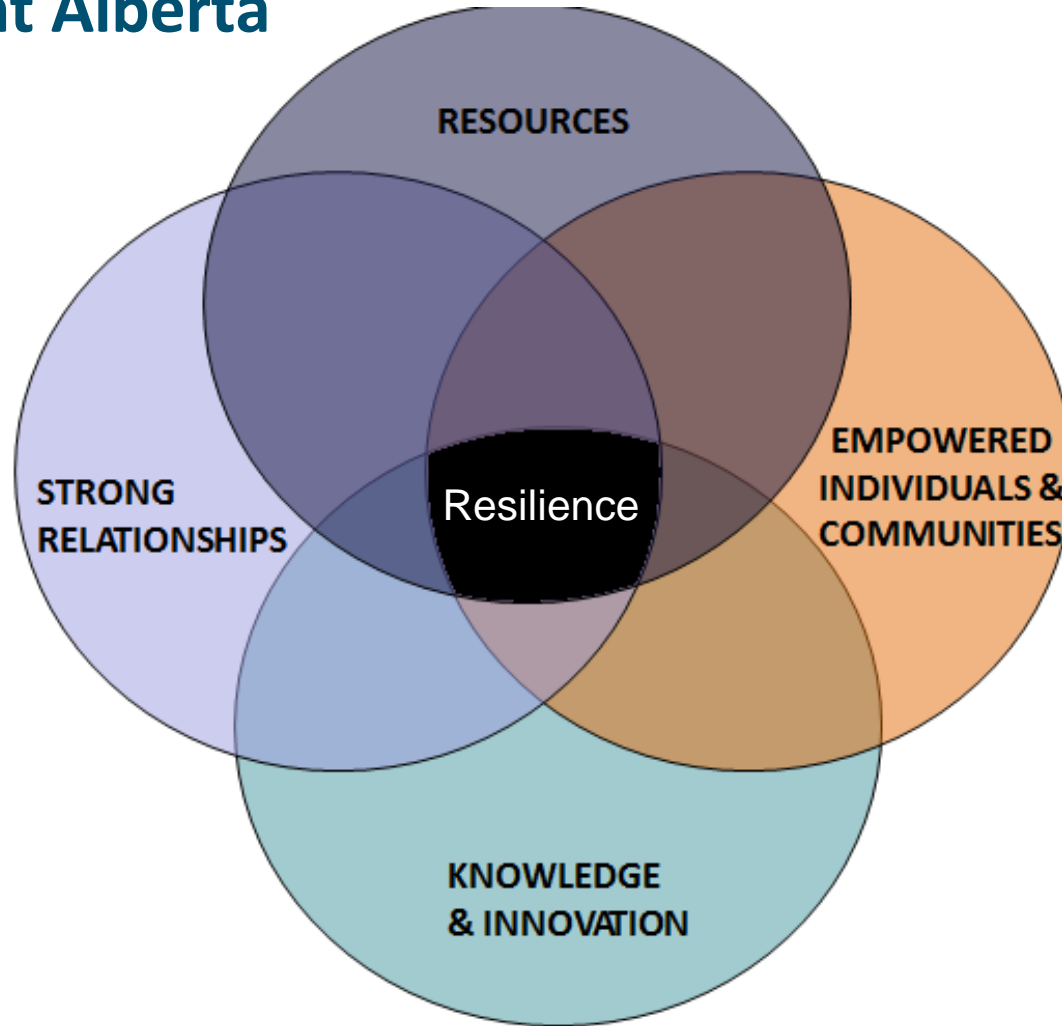 nt Alberta
RESOURCES
EMPOWERED
INDIVIDUALS &
COMMUNITIES
STRONG
RELATIONSHIPS
Resilience
KNOWLEDGE
& INNOVATION